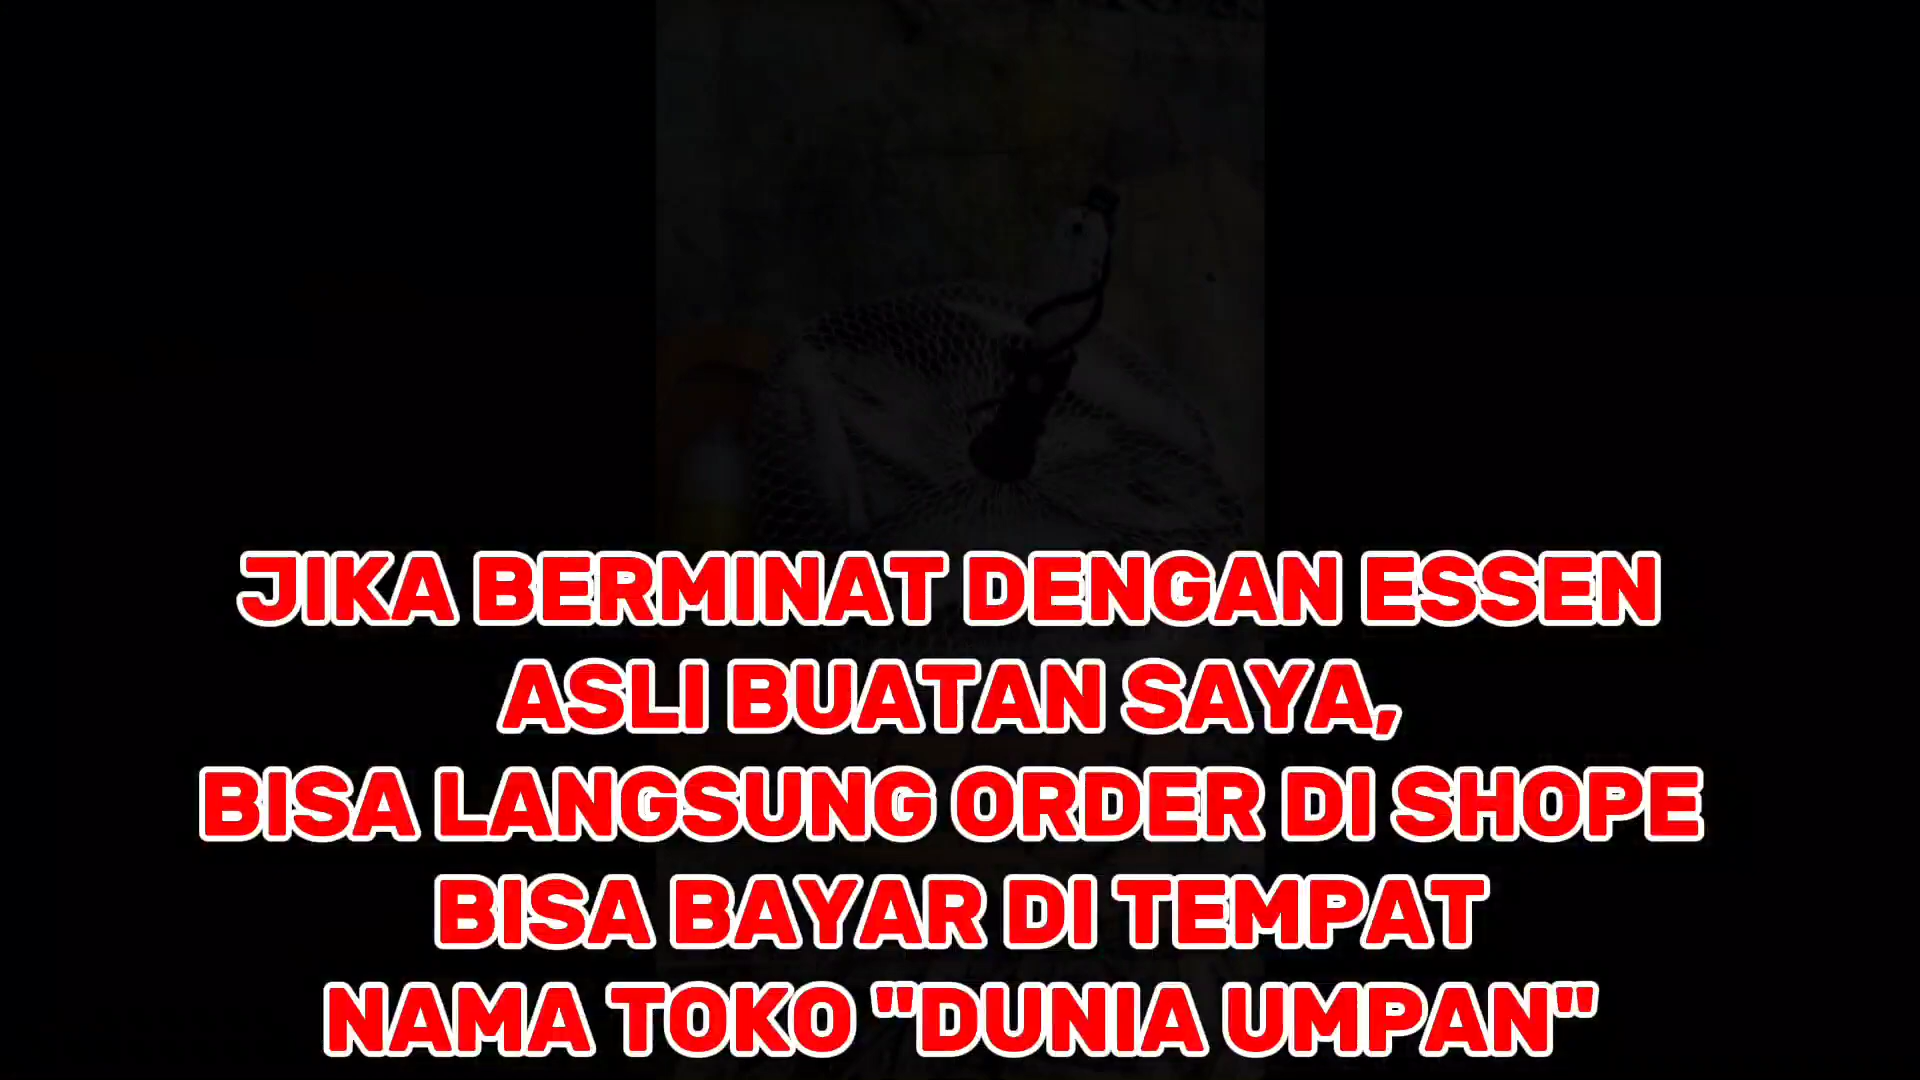 JIKA BERMINAT DENGAN ESSEN
ASLI BUATAN SAYA,
BISA LANGSUNG ORDER DI SHOPE
BISA BAYAR DI TEMPAT
NAMA TOKO "DUNIA UMPAN"